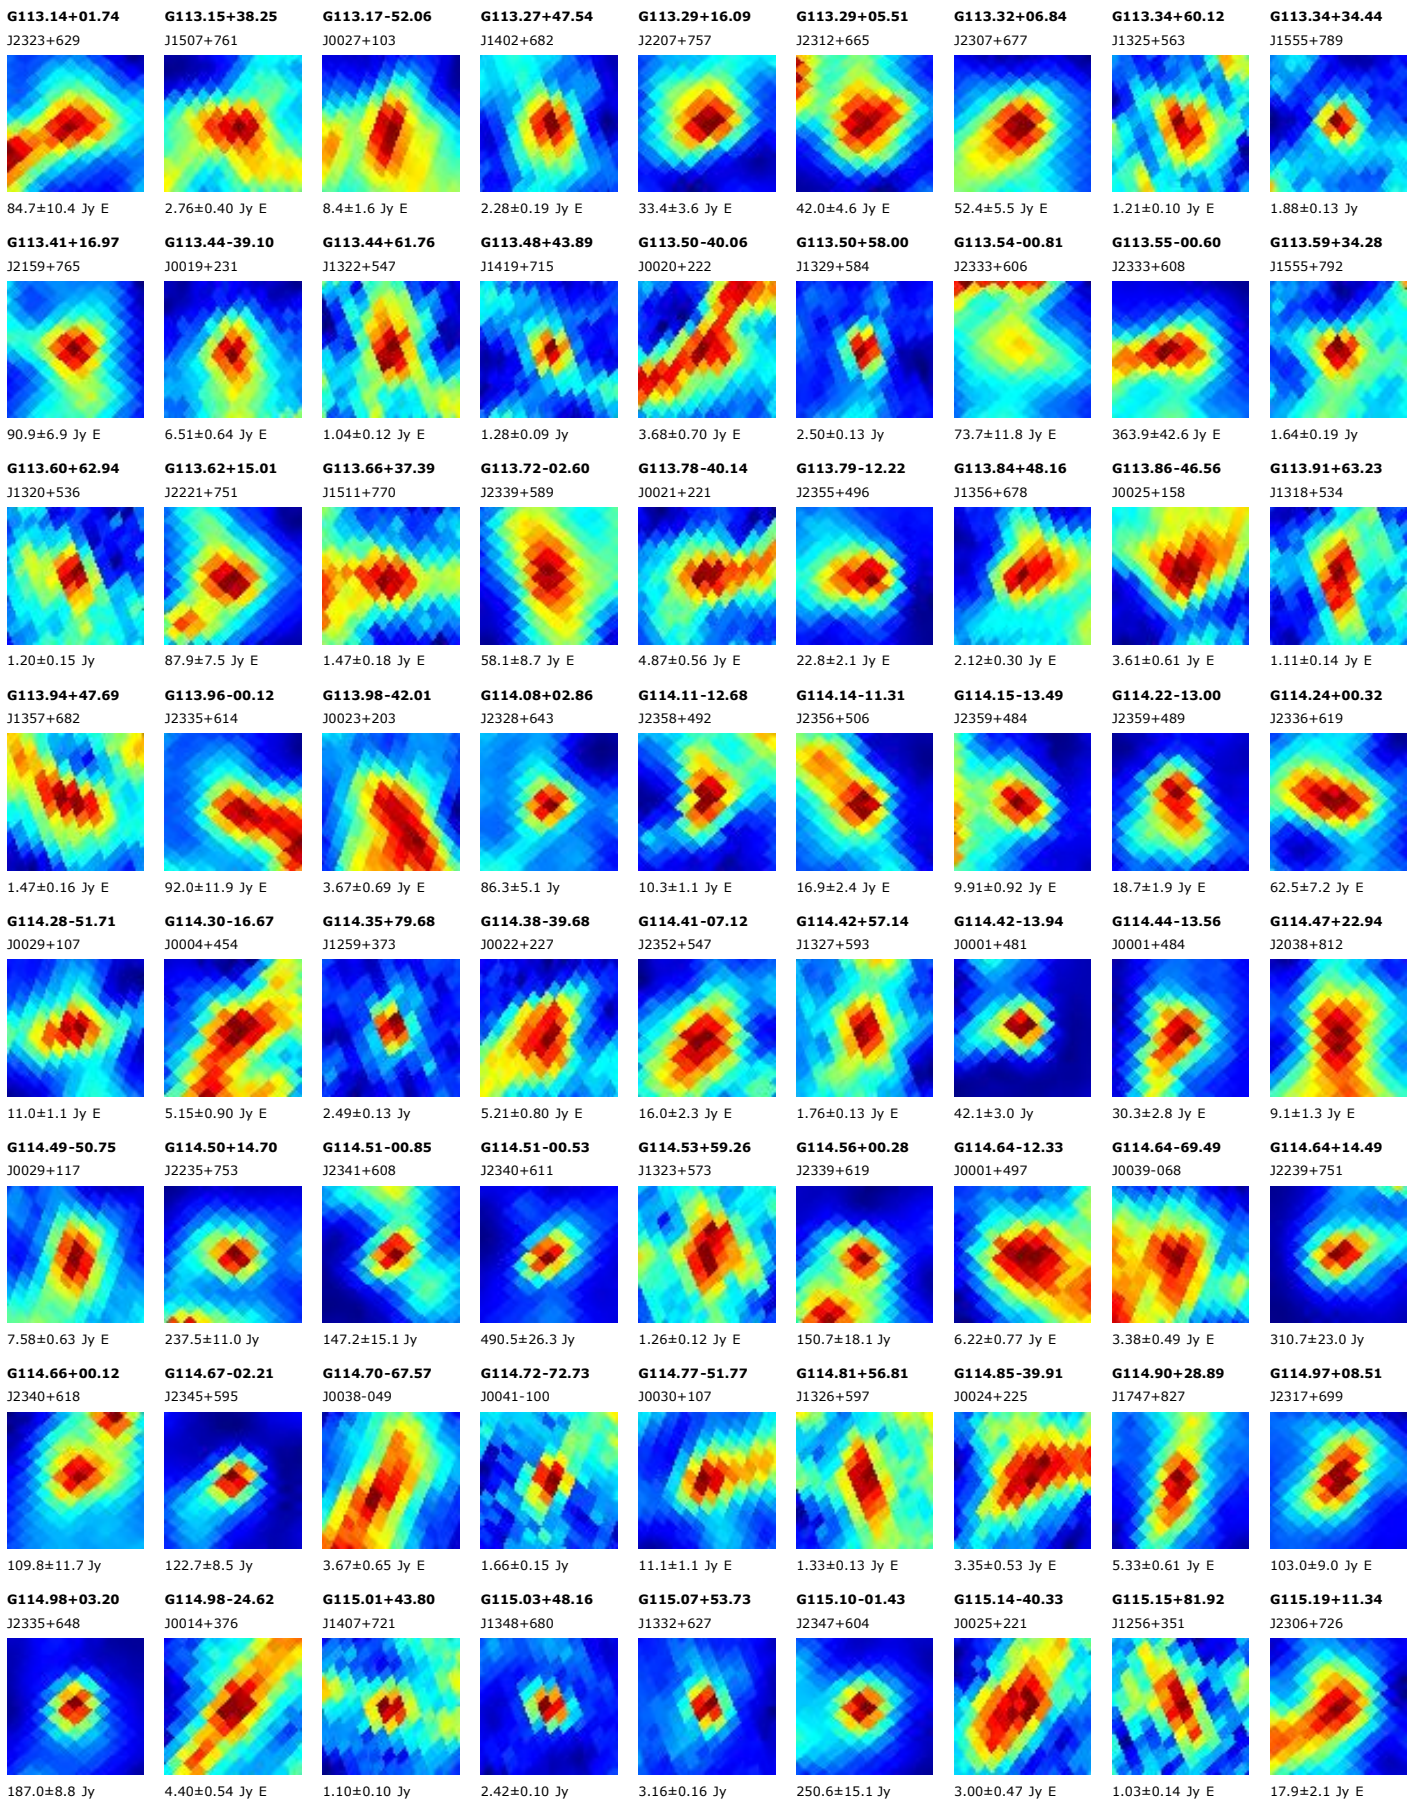 G113.14+01.74 G113.15+38.25 G113.17-52.06 G113.27+47.54 G113.29+16.09 G113.29+05.51 G113.32+06.84 G113.34+60.12 G113.34+34.44
J2323+629 J1507+761 J0027+103 J1402+682 J2207+757 J2312+665 J2307+677 J1325+563 J1555+789
84.7±10.4 Jy E 2.76±0.40 Jy E 8.4±1.6 Jy E 2.28±0.19 Jy E 33.4±3.6 Jy E 42.0±4.6 Jy E 52.4±5.5 Jy E 1.21±0.10 Jy E 1.88±0.13 Jy
G113.41+16.97 G113.44-39.10 G113.44+61.76 G113.48+43.89 G113.50-40.06 G113.50+58.00 G113.54-00.81 G113.55-00.60 G113.59+34.28
J2159+765 J0019+231 J1322+547 J1419+715 J0020+222 J1329+584 J2333+606 J2333+608 J1555+792
90.9±6.9 Jy E 6.51±0.64 Jy E 1.04±0.12 Jy E 1.28±0.09 Jy 3.68±0.70 Jy E 2.50±0.13 Jy 73.7±11.8 Jy E 363.9±42.6 Jy E 1.64±0.19 Jy
G113.60+62.94 G113.62+15.01 G113.66+37.39 G113.72-02.60 G113.78-40.14 G113.79-12.22 G113.84+48.16 G113.86-46.56 G113.91+63.23
J1320+536 J2221+751 J1511+770 J2339+589 J0021+221 J2355+496 J1356+678 J0025+158 J1318+534
1.20±0.15 Jy 87.9±7.5 Jy E 1.47±0.18 Jy E 58.1±8.7 Jy E 4.87±0.56 Jy E 22.8±2.1 Jy E 2.12±0.30 Jy E 3.61±0.61 Jy E 1.11±0.14 Jy E
G113.94+47.69 G113.96-00.12 G113.98-42.01 G114.08+02.86 G114.11-12.68 G114.14-11.31 G114.15-13.49 G114.22-13.00 G114.24+00.32
J1357+682 J2335+614 J0023+203 J2328+643 J2358+492 J2356+506 J2359+484 J2359+489 J2336+619
1.47±0.16 Jy E 92.0±11.9 Jy E 3.67±0.69 Jy E 86.3±5.1 Jy 10.3±1.1 Jy E 16.9±2.4 Jy E 9.91±0.92 Jy E 18.7±1.9 Jy E 62.5±7.2 Jy E
G114.28-51.71 G114.30-16.67 G114.35+79.68 G114.38-39.68 G114.41-07.12 G114.42+57.14 G114.42-13.94 G114.44-13.56 G114.47+22.94
J0029+107 J0004+454 J1259+373 J0022+227 J2352+547 J1327+593 J0001+481 J0001+484 J2038+812
11.0±1.1 Jy E 5.15±0.90 Jy E 2.49±0.13 Jy 5.21±0.80 Jy E 16.0±2.3 Jy E 1.76±0.13 Jy E 42.1±3.0 Jy 30.3±2.8 Jy E 9.1±1.3 Jy E
G114.49-50.75 G114.50+14.70 G114.51-00.85 G114.51-00.53 G114.53+59.26 G114.56+00.28 G114.64-12.33 G114.64-69.49 G114.64+14.49
J0029+117 J2235+753 J2341+608 J2340+611 J1323+573 J2339+619 J0001+497 J0039-068 J2239+751
7.58±0.63 Jy E 237.5±11.0 Jy 147.2±15.1 Jy 490.5±26.3 Jy 1.26±0.12 Jy E 150.7±18.1 Jy 6.22±0.77 Jy E 3.38±0.49 Jy E 310.7±23.0 Jy
G114.66+00.12 G114.67-02.21 G114.70-67.57 G114.72-72.73 G114.77-51.77 G114.81+56.81 G114.85-39.91 G114.90+28.89 G114.97+08.51
J2340+618 J2345+595 J0038-049 J0041-100 J0030+107 J1326+597 J0024+225 J1747+827 J2317+699
109.8±11.7 Jy 122.7±8.5 Jy 3.67±0.65 Jy E 1.66±0.15 Jy 11.1±1.1 Jy E 1.33±0.13 Jy E 3.35±0.53 Jy E 5.33±0.61 Jy E 103.0±9.0 Jy E
G114.98+03.20 G114.98-24.62 G115.01+43.80 G115.03+48.16 G115.07+53.73 G115.10-01.43 G115.14-40.33 G115.15+81.92 G115.19+11.34
J2335+648 J0014+376 J1407+721 J1348+680 J1332+627 J2347+604 J0025+221 J1256+351 J2306+726
187.0±8.8 Jy 4.40±0.54 Jy E 1.10±0.10 Jy 2.42±0.10 Jy 3.16±0.16 Jy 250.6±15.1 Jy 3.00±0.47 Jy E 1.03±0.14 Jy E 17.9±2.1 Jy E